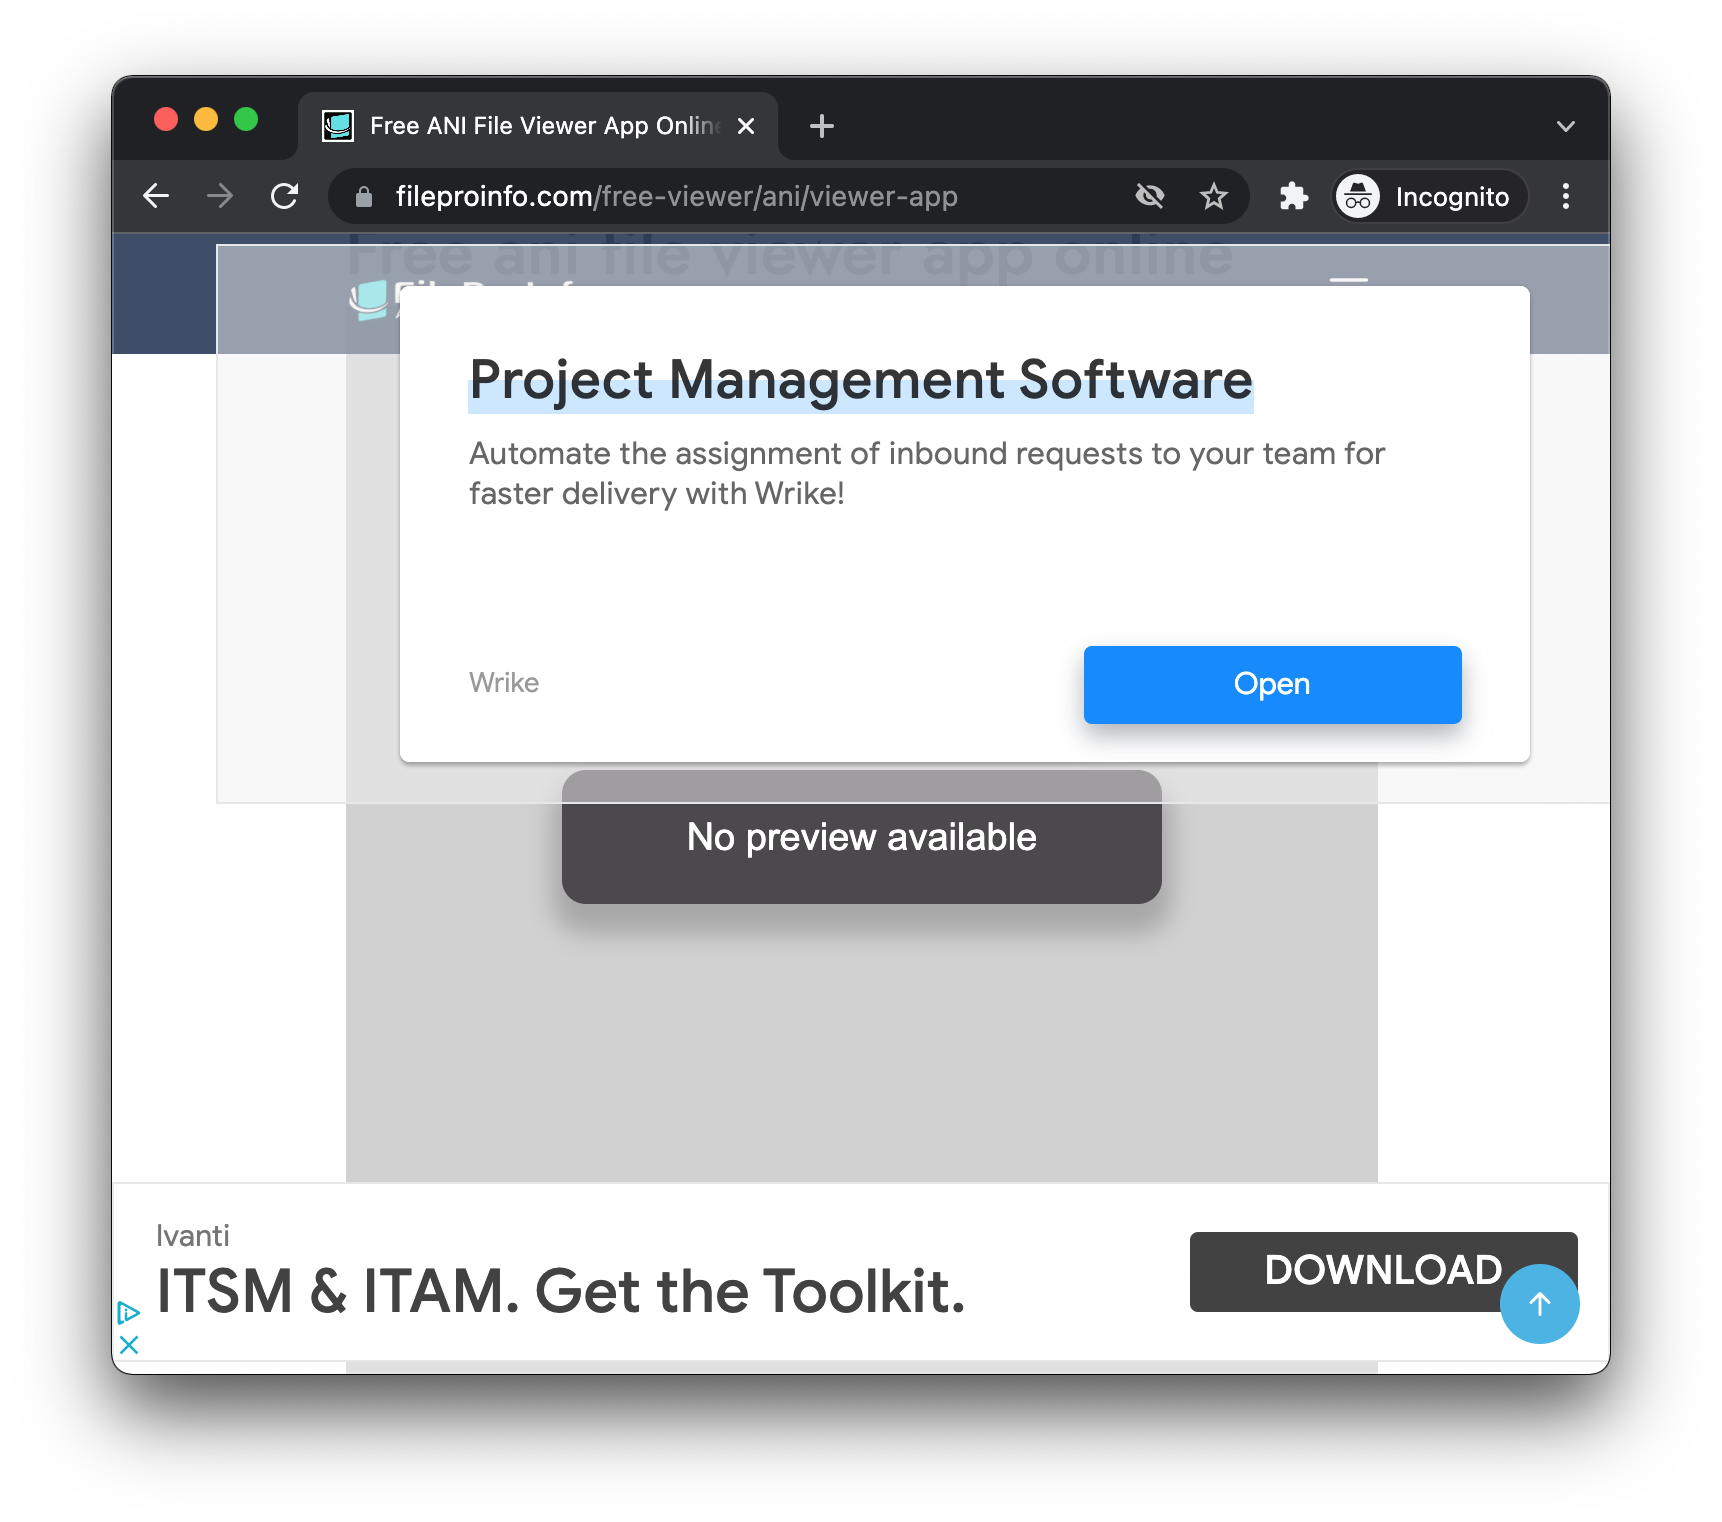 Free ANI File Viewer App Online
fileproinfo.com/free-viewer/ani/viewer-app
Incognito
Free ani file viewer app online
Project Management Software
Automate the assignment of inbound requests to your team for
faster delivery with Wrike!
Wrike
Open
No preview available
Ivanti
ITSM & ITAM. Get the Toolkit.
DOWNLOAD